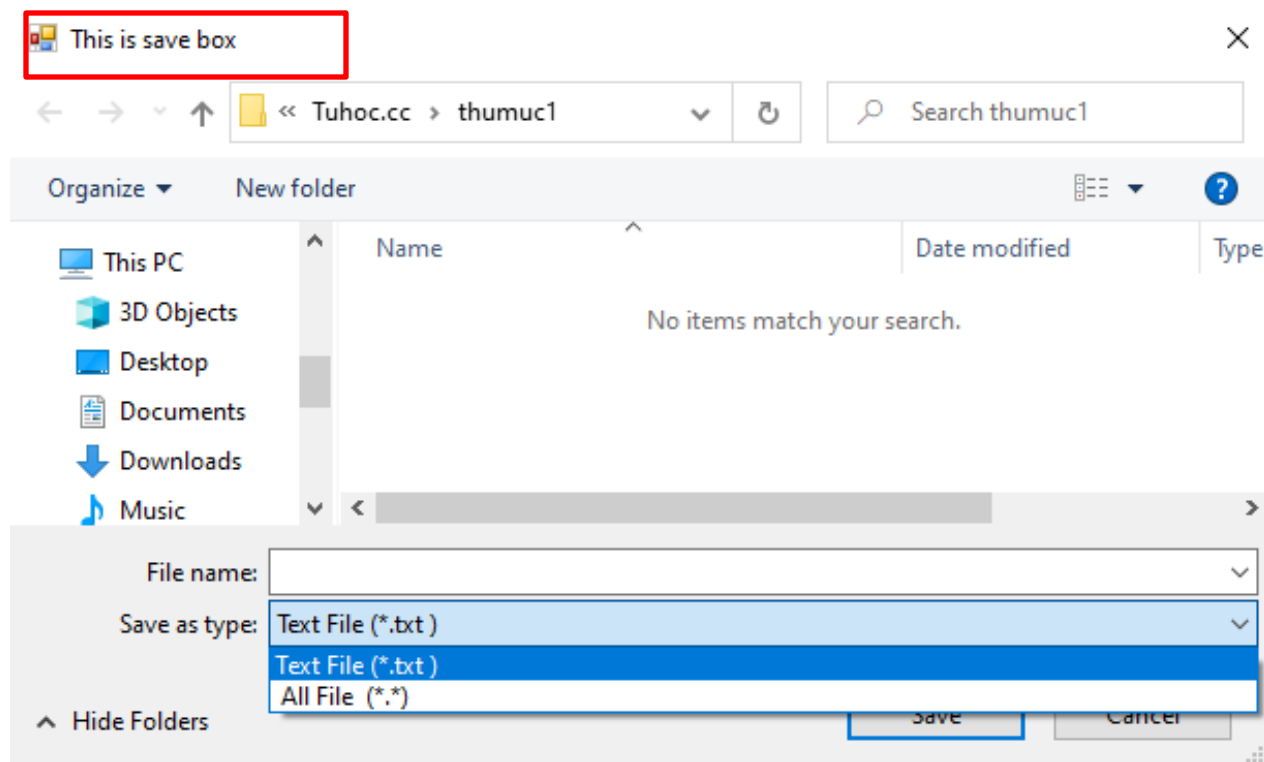 This is save box
« Tuhoc.cc > thumuc1
Search thumuc1
Organize
New folder
?
This PC
3D Objects
Desktop
Documents
Downloads
Music
Name
Date modified
Type
No items match your search.
File name:
Save as type: Text File (*.txt )
Text File (*.txt )
All File (*.*)
Hide Folders
Save
Cancel